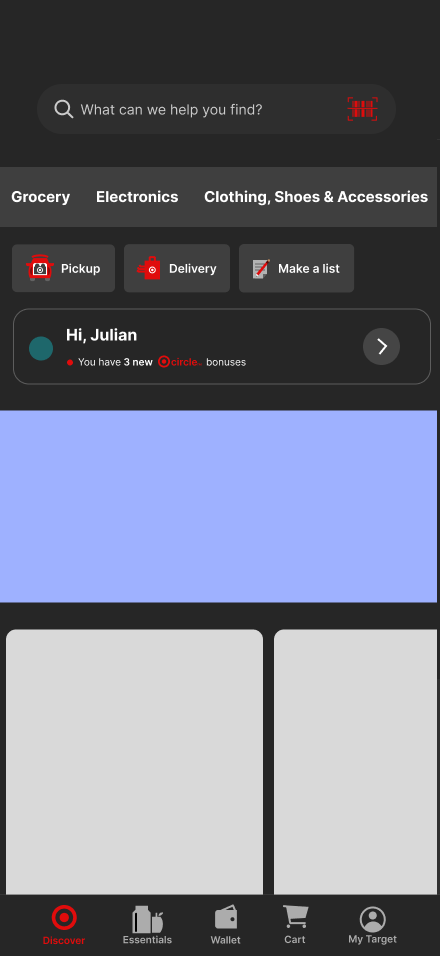 What can we help you find?
Grocery Electronics Clothing, Shoes & Accessories
Pickup Delivery Make a list
Hi, Julian
You have 3 new circle bonuses
Discover Essentials Wallet Cart My Target